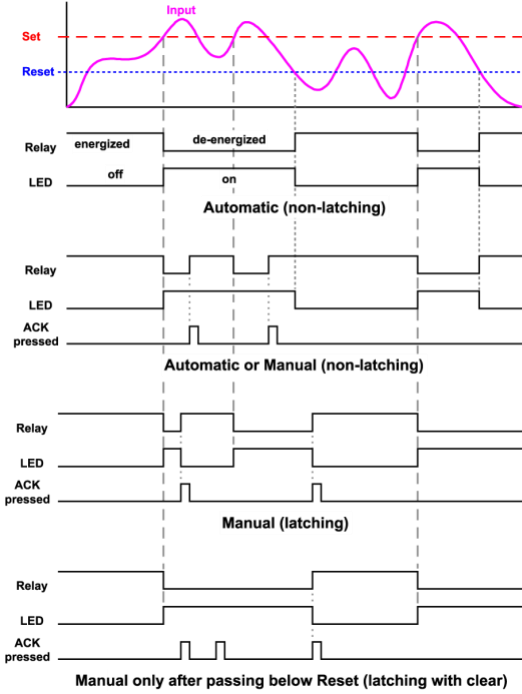 Input
Set
Reset
Relay energized de-energized
LED off on
Automatic (non-latching)
Relay
LED
ACK
pressed
Automatic or Manual (non-latching)
Relay
LED
ACK
pressed
Manual (latching)
Relay
LED
ACK
pressed
Manual only after passing below Reset (latching with clear)